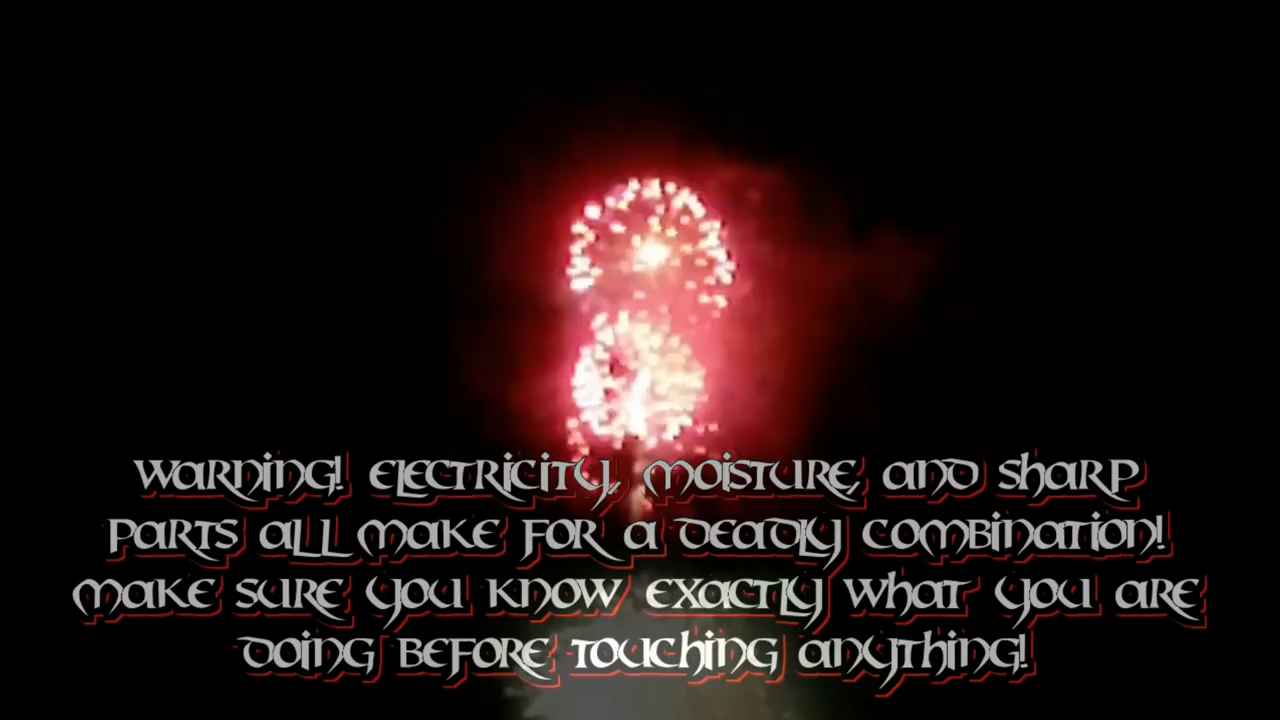 Warning! Electricity, moisture, and sharp
parts all make for a deadly combination!
Make sure you know exactly what you are
doing before touching anything!